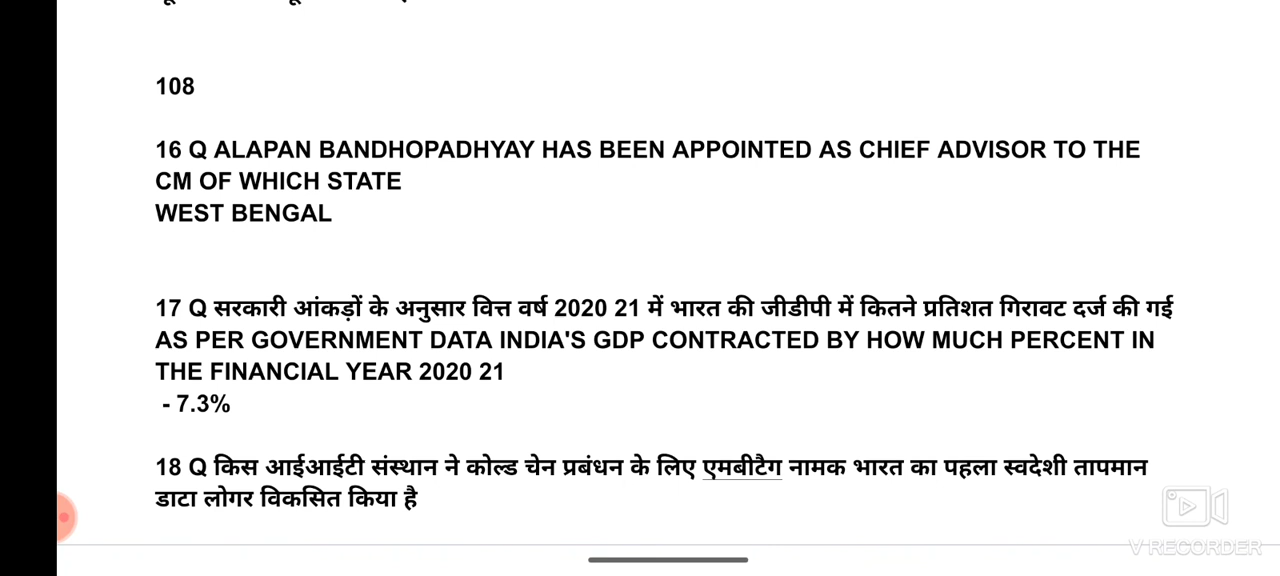 108
16 Q ALAPAN BANDHOPADHYAY HAS BEEN APPOINTED AS CHIEF ADVISOR TO THE
CM OF WHICH STATE
WEST BENGAL
17 Q सरकारी आंकड़ों के अनुसार वित्त वर्ष 2020 21 में भारत की जीडीपी में कितने प्रतिशत गिरावट दर्ज की गई
AS PER GOVERNMENT DATA INDIA'S GDP CONTRACTED BY HOW MUCH PERCENT IN
THE FINANCIAL YEAR 2020 21
- 7.3%
18 Q किस आईआईटी संस्थान ने कोल्ड चेन प्रबंधन के लिए एमबीटैग नामक भारत का पहला स्वदेशी तापमान
डाटा लोगर विकसित किया है
V RECORDER